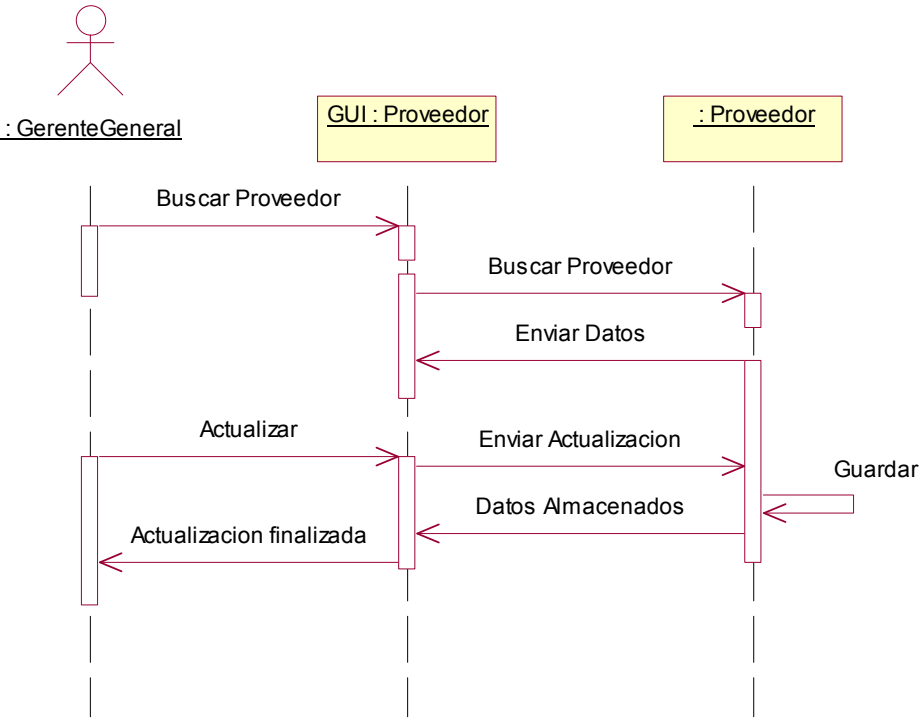 : GerenteGeneral
GUI : Proveedor
: Proveedor
Buscar Proveedor
Buscar Proveedor
Enviar Datos
Actualizar
Enviar Actualizacion
Guardar
Datos Almacenados
Actualizacion finalizada